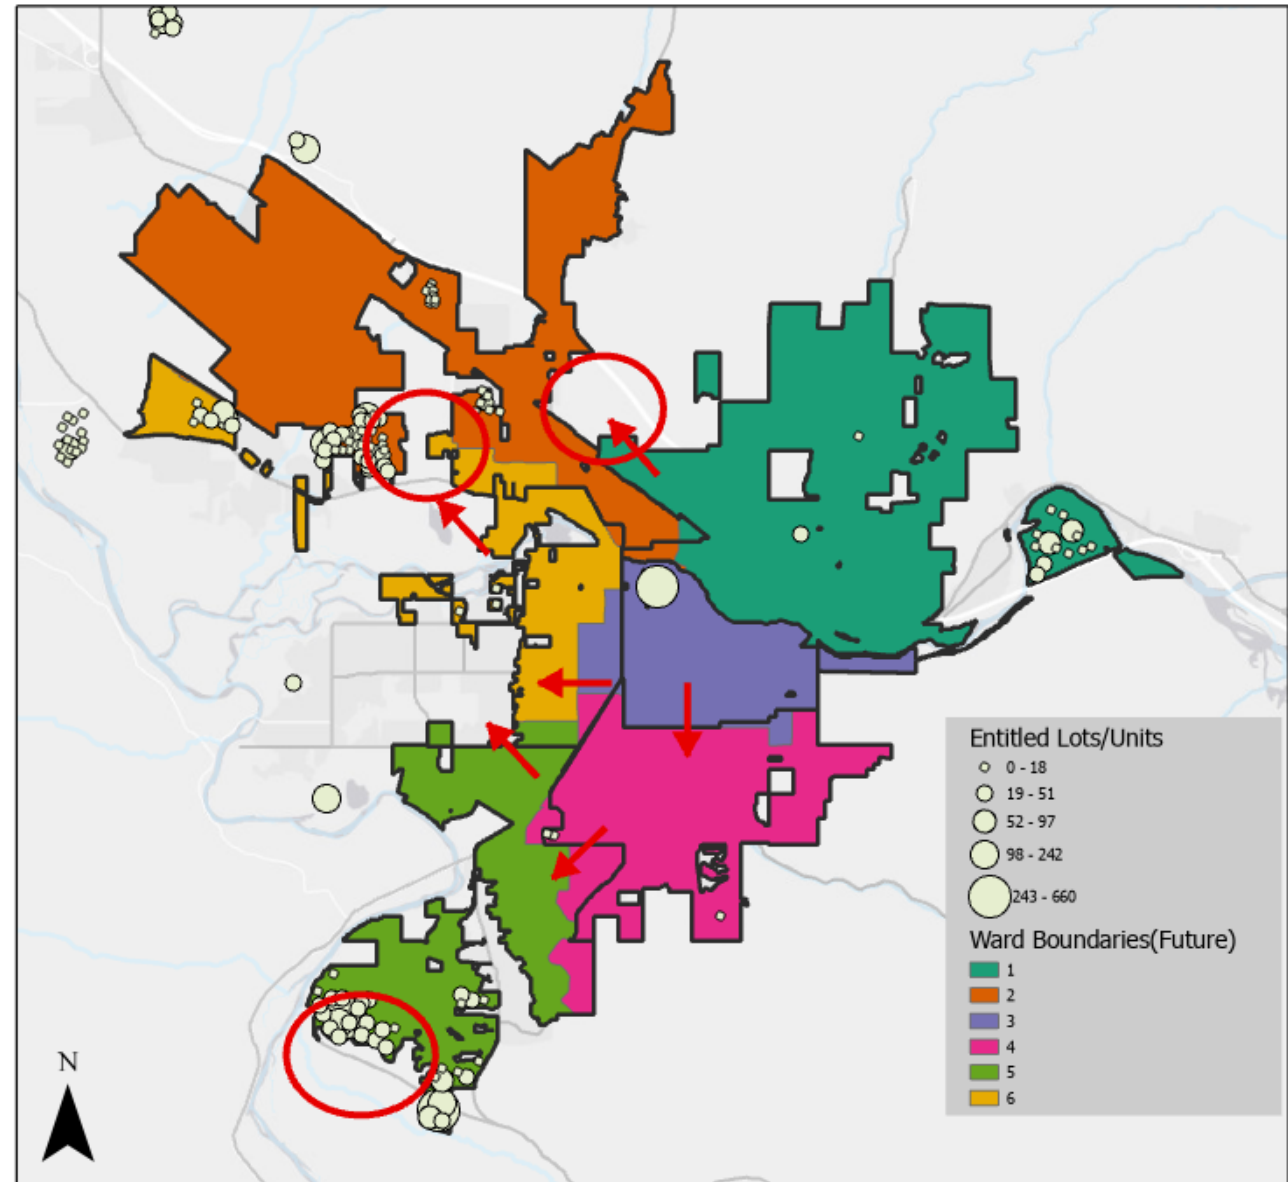 Entitled Lots/Units
0 - 18
19 - 51
52 - 97
98 - 242
243 - 660
Ward Boundaries(Future)
1
2
3
4
5
6
N